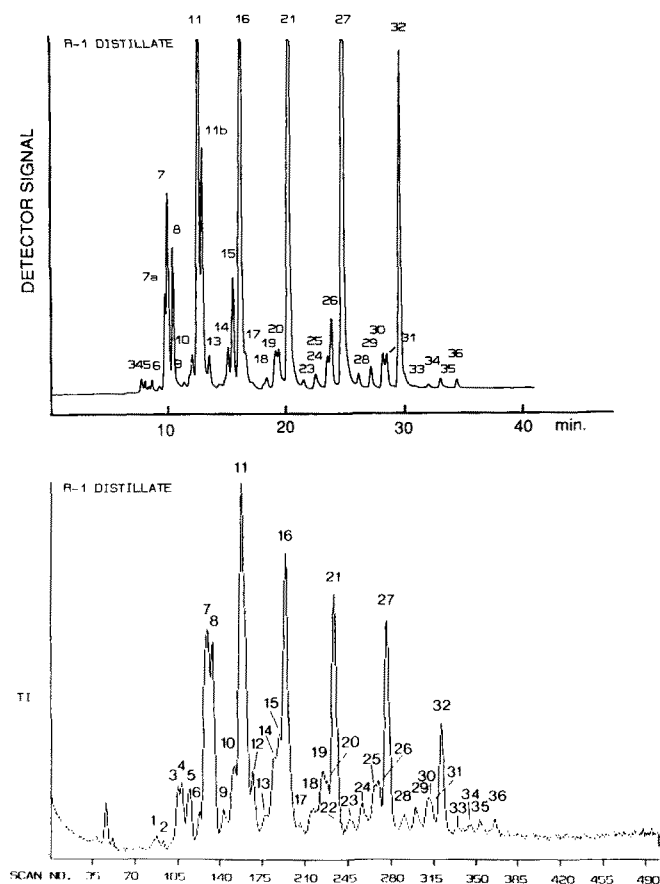 11 16 21 27
32
R-1 DISTILLATE
11b
7
8
7a
15
26
10 13 14 17 19 20 25 30 31
18 24 29
3 4 5 6 9 23 28 33 34 35 36
DETECTOR SIGNAL
10 20 30 40 min.
R-1 DISTILLATE
11
16
21
27
7
8
32
TI
15
14
10 12 19 20 25 26
3 4 5 18 24 30 31
6 9 13 17 22 23 28 29 34
1 2 33 35 36
SCAN NO. 35 70 105 140 175 210 245 280 315 350 385 420 455 490